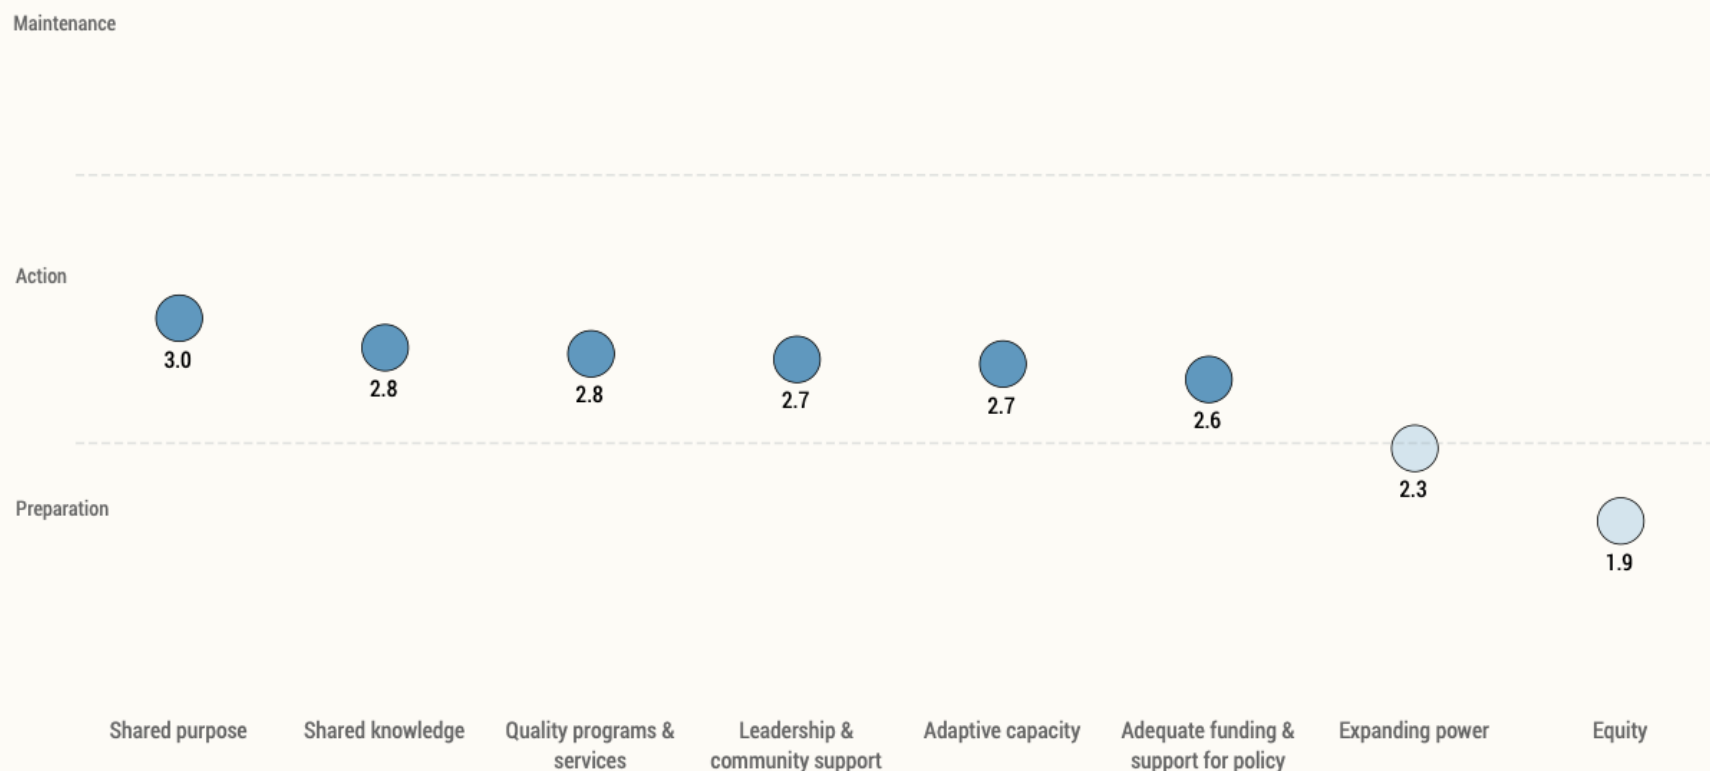 Maintenance
Action
3.0
2.8
2.8
2.7
2.7
2.6
Preparation
2.3
1.9
Shared purpose
Shared knowledge
Quality programs &
services
Leadership &
community support
Adaptive capacity
Adequate funding &
support for policy
Expanding power
Equity